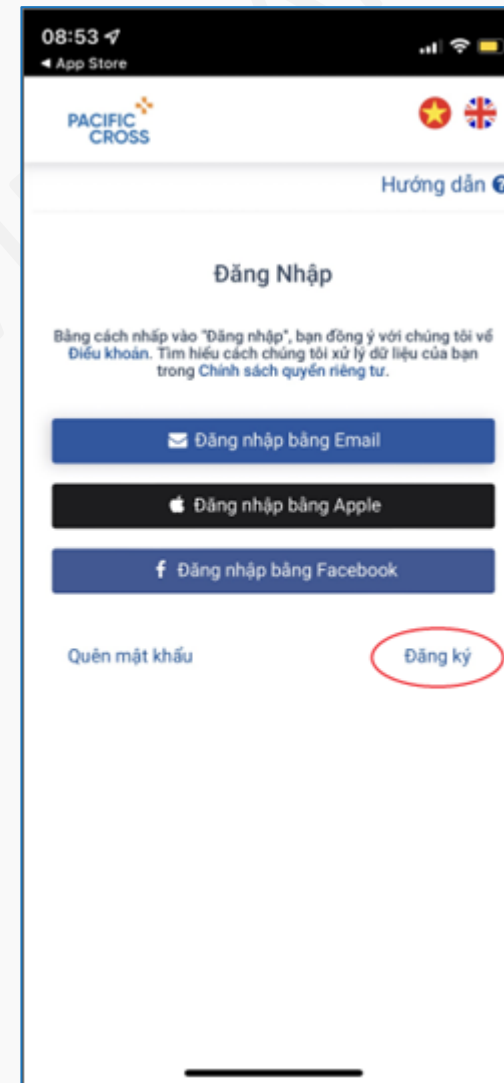 08:53
◀ App Store
PACIFIC
CROSS
Hướng dẫn
Đăng Nhập
Bằng cách nhấp vào "Đăng nhập", bạn đồng ý với chúng tôi về
Điều khoản. Tìm hiểu cách chúng tôi xử lý dữ liệu của bạn
trong Chính sách quyền riêng tư.
Đăng nhập bằng Email
Đăng nhập bằng Apple
Đăng nhập bằng Facebook
Quên mật khẩu
Đăng ký